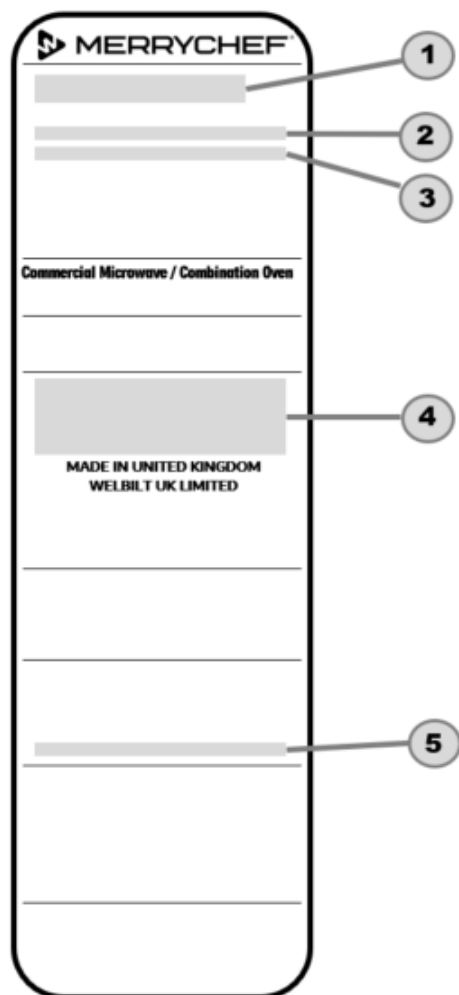 MERRYCHEF
1
2
3
Commercial Microwave / Combination Oven
4
MADE IN UNITED KINGDOM
WELBILT UK LIMITED
5